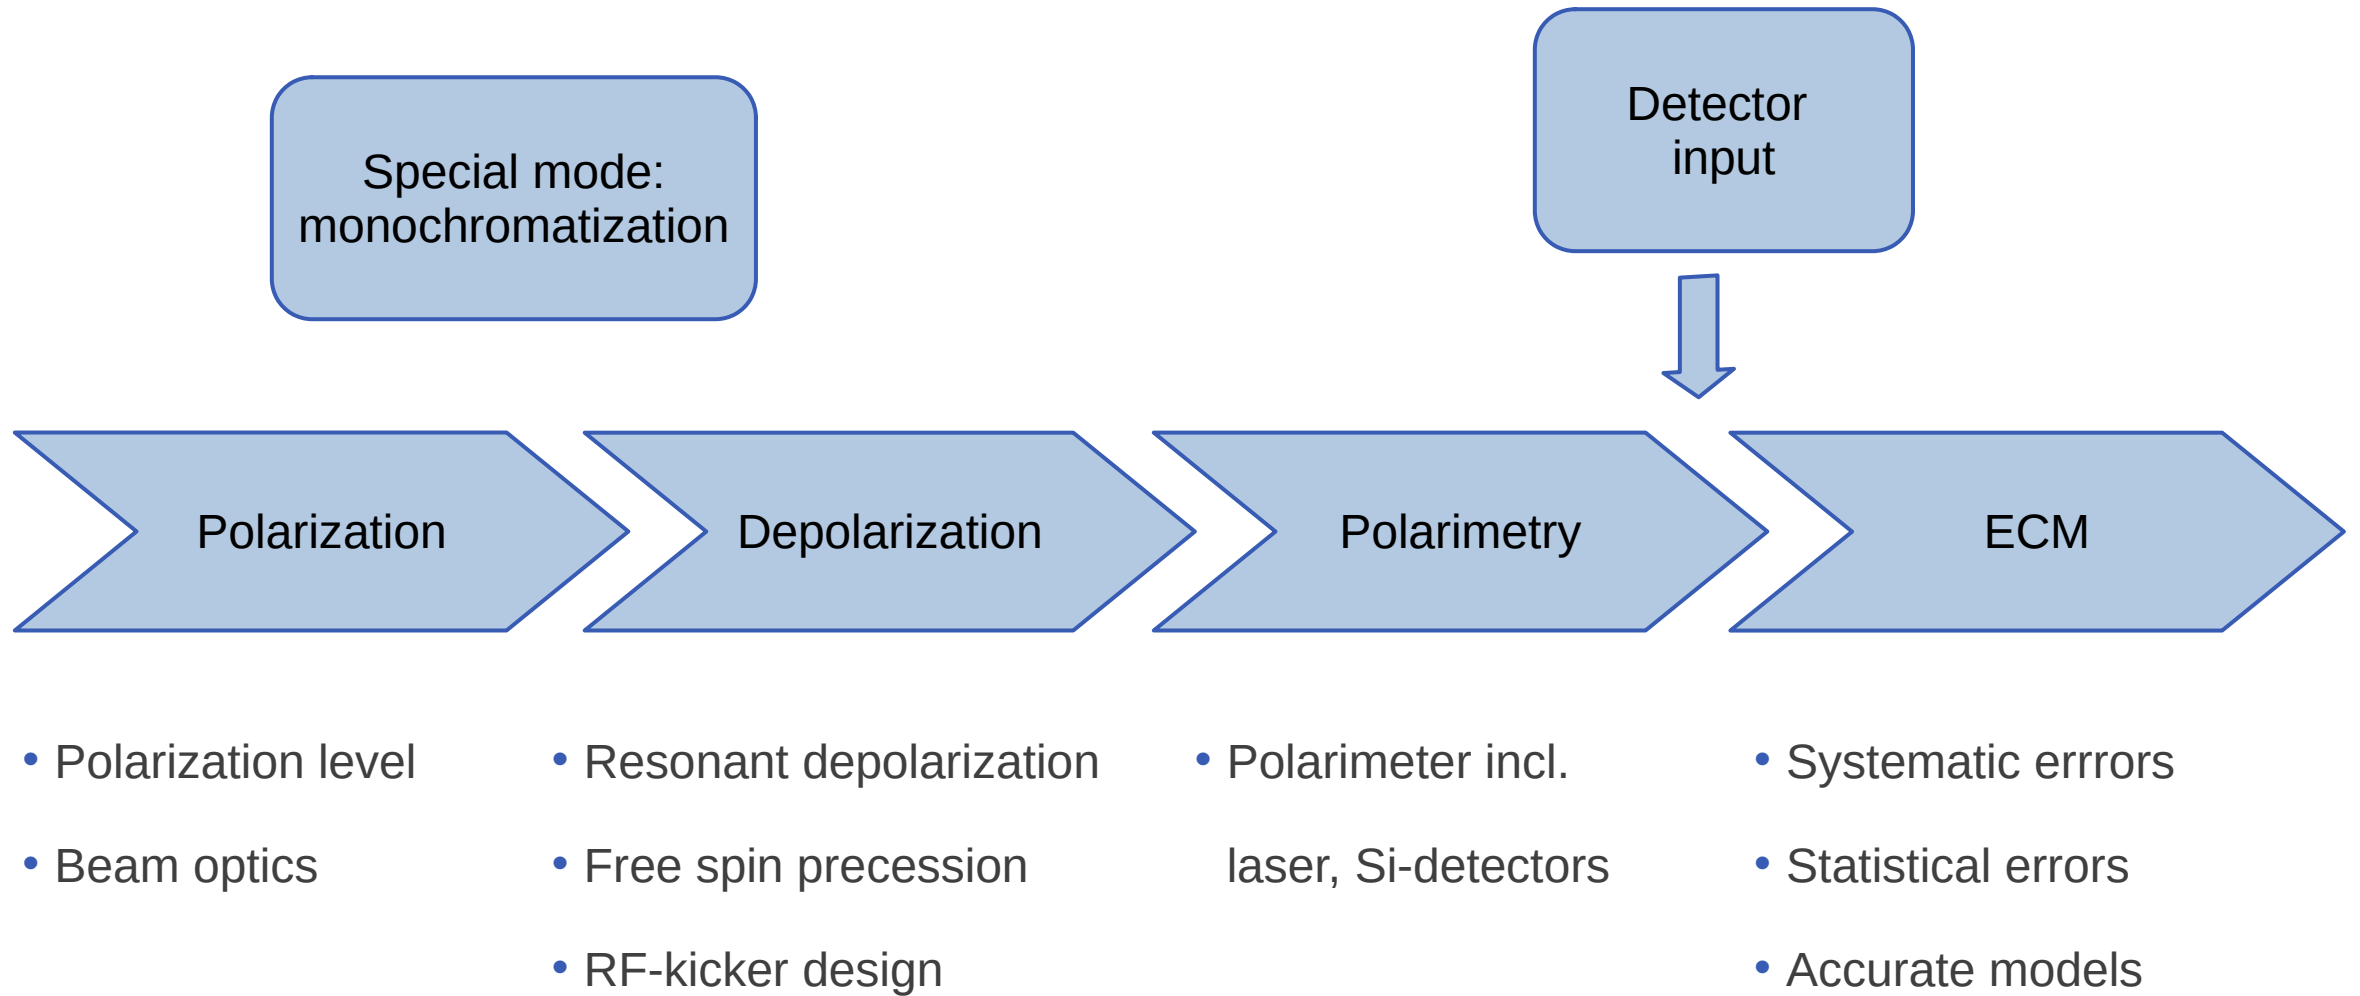 Special mode:
monochromatization
Detector
input
Polarization
Depolarization
Polarimetry
ECM
• Polarization level
• Beam optics
• Resonant depolarization
• Free spin precession
• RF-kicker design
• Polarimeter incl.
laser, Si-detectors
• Systematic errrors
• Statistical errors
• Accurate models